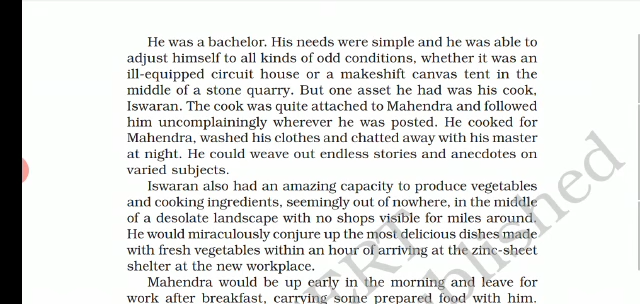 He was a bachelor. His needs were simple and he was able to
adjust himself to all kinds of odd conditions, whether it was an
ill-equipped circuit house or a makeshift canvas tent in the
middle of a stone quarry. But one asset he had was his cook,
Iswaran. The cook was quite attached to Mahendra and followed
him uncomplainingly wherever he was posted. He cooked for
Mahendra, washed his clothes and chatted away with his master
at night. He could weave out endless stories and anecdotes on
varied subjects.
Iswaran also had an amazing capacity to produce vegetables
and cooking ingredients, seemingly out of nowhere, in the middle
of a desolate landscape with no shops visible for miles around.
He would miraculously conjure up the most delicious dishes made
with fresh vegetables within an hour of arriving at the zinc-sheet
shelter at the new workplace.
Mahendra would be up early in the morning and leave for
work after breakfast, carrying some prepared food with him.